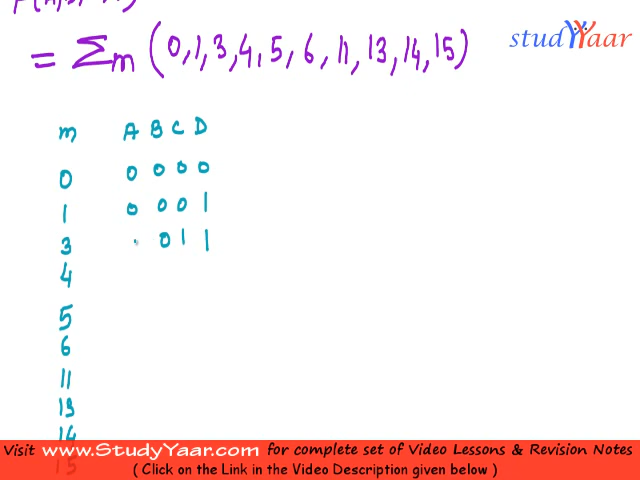 studYYaar
= Σm (0,1,3,4,5,6,11,13,14,15)
m A B C D
0 0 0 0 0
1 0 0 0 1
3 0 1 1
4
5
6
11
13
14
15
Visit www.StudyYaar.com for complete set of Video Lessons & Revision Notes
( Click on the Link in the Video Description given below )